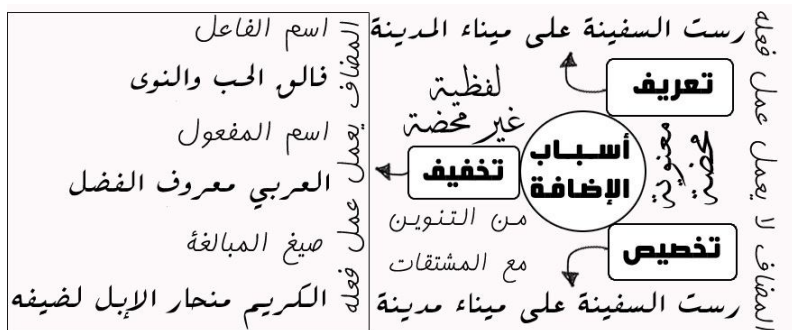 المضاف لا يعمل عمل فعله
رست السفينة على ميناء المدينة
تعريف
معنوية
محضة
أسباب
الإضافة
لفظية
غير محضة
تخفيف
من التنوين
مع المشتقات
تخصيص
رست السفينة على ميناء مدينة
المضاف يعمل عمل فعله
اسم الفاعل
فالق الحب والنوى
اسم المفعول
العربي معروف الفضل
صيغ المبالغة
الكريم منحار الإبل لضيفه